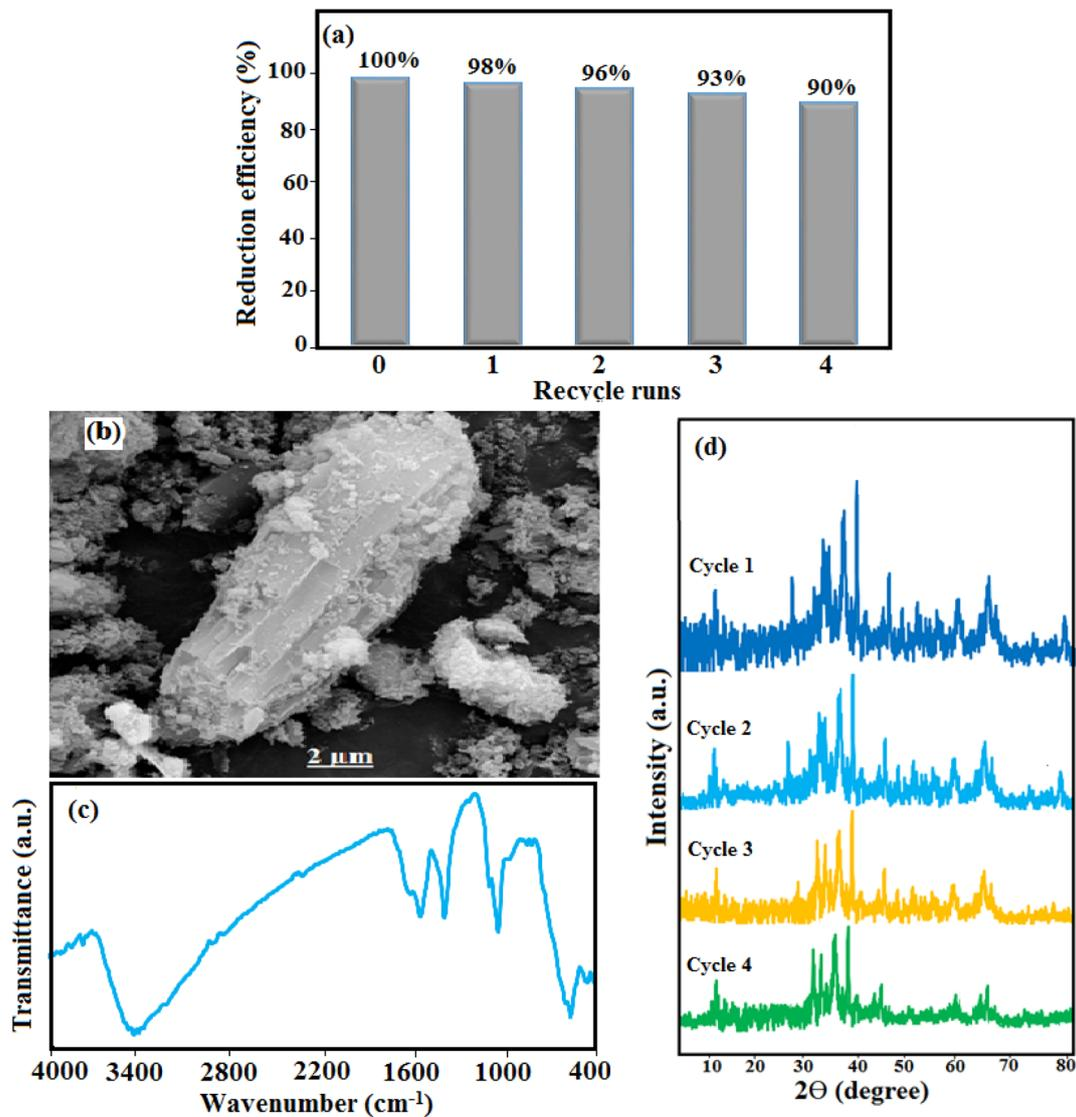 (a)
Reduction efficiency (%)
100
80
60
40
20
0
100%
98%
96%
93%
90%
0 1 2 3 4
Recycle runs
(b)
2 μm
(c)
Transmittance (a.u.)
4000 3400 2800 2200 1600 1000 400
Wavenumber (cm⁻¹)
(d)
Intensity (a.u.)
Cycle 1
Cycle 2
Cycle 3
Cycle 4
10 20 30 40 50 60 70 80
2Θ (degree)